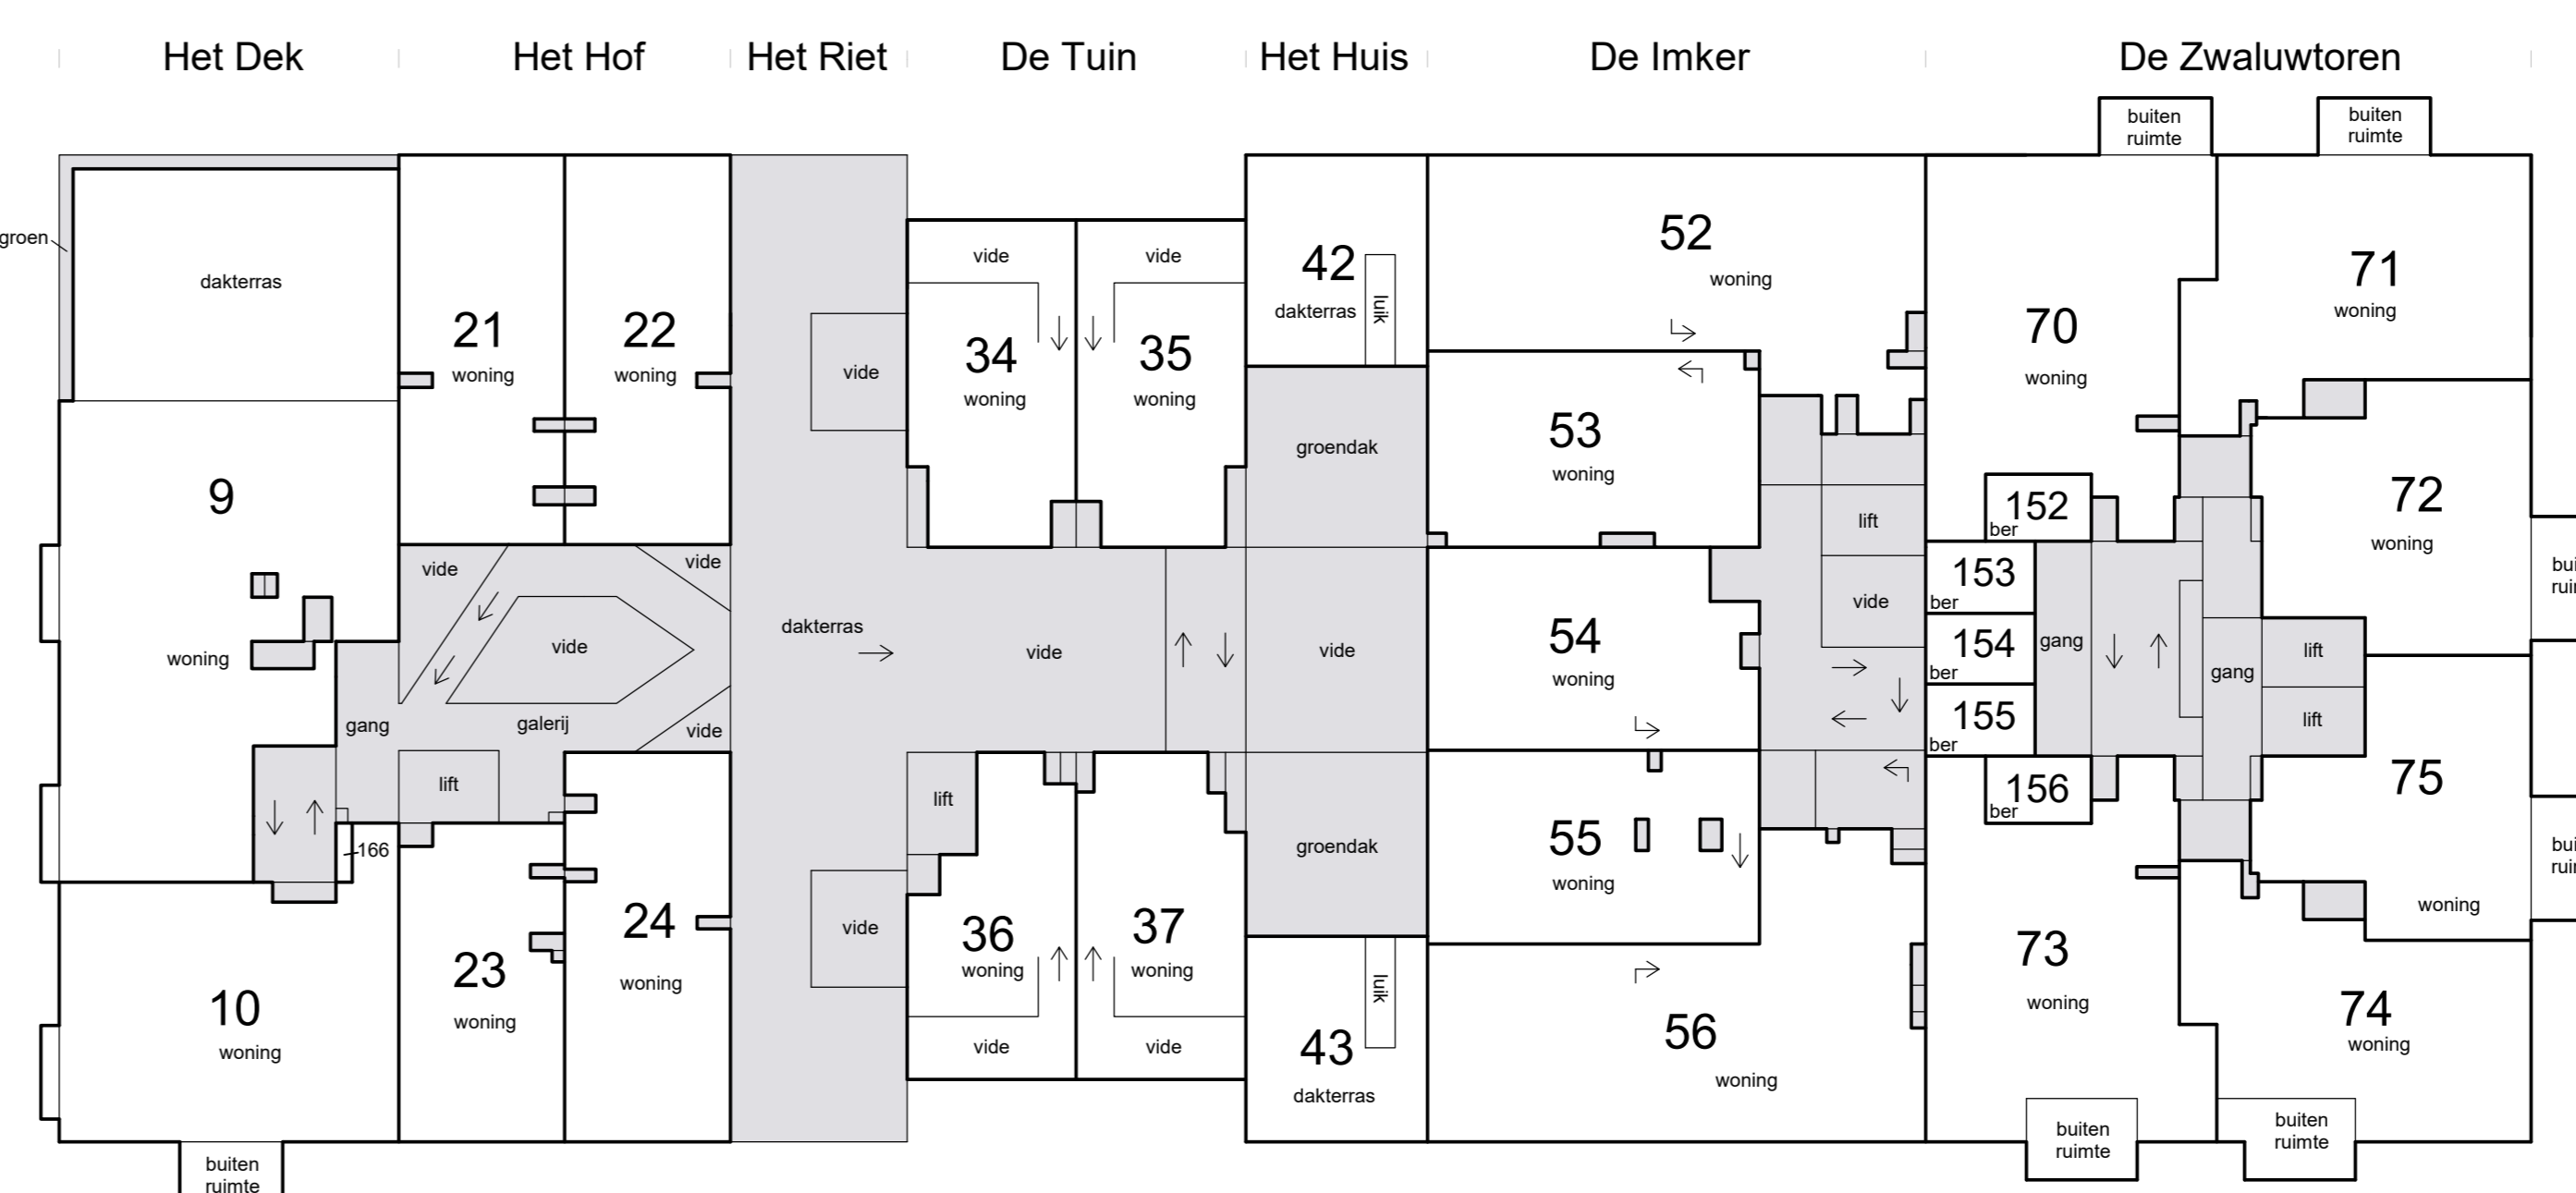 Het Dek
Het Hof
Het Riet
De Tuin
Het Huis
De Imker
De Zwaluwtoren
groen
dakterras
9
woning
10
woning
buiten
ruimte
gang
166
21
woning
22
woning
vide
vide
vide
galerij
vide
lift
23
woning
24
woning
vide
dakterras
vide
vide
34
woning
vide
35
woning
vide
lift
36
woning
vide
37
woning
vide
42
dakterras
luik
groendak
vide
groendak
43
dakterras
luik
52
woning
53
woning
54
woning
55
woning
56
woning
lift
vide
buiten
ruimte
buiten
ruimte
70
woning
71
woning
72
woning
152
ber
153
ber
154
ber
155
ber
156
ber
gang
gang
lift
lift
73
woning
74
woning
75
woning
buiten
ruimte
buiten
ruimte
bui
ruir
bui
ruir